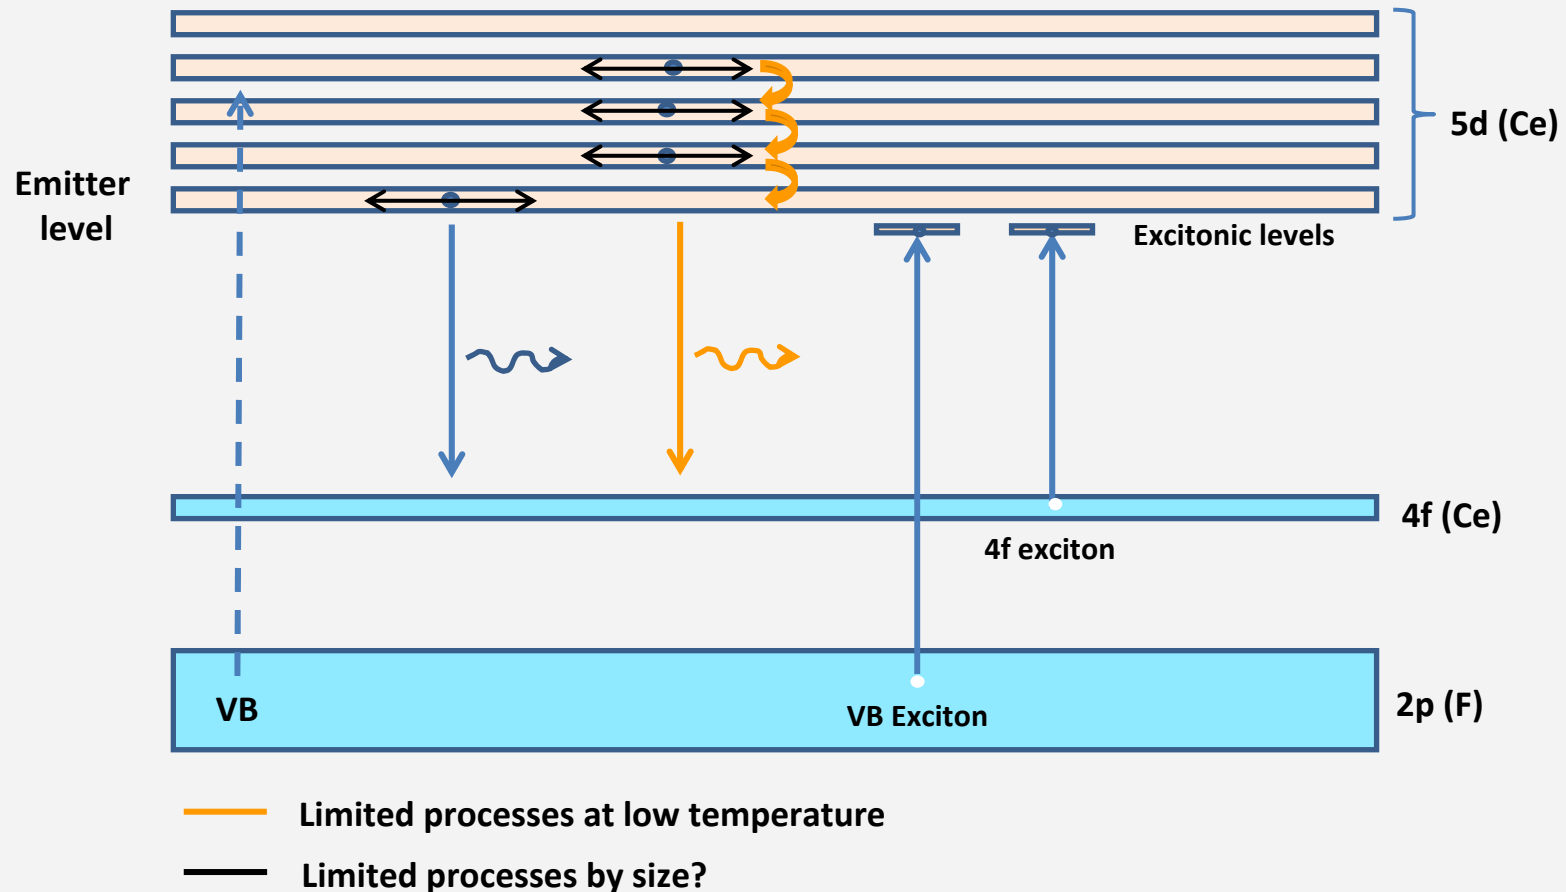 5d (Ce)
Emitter
level
Excitonic levels
4f (Ce)
4f exciton
VB
VB Exciton
2p (F)
Limited processes at low temperature
Limited processes by size?